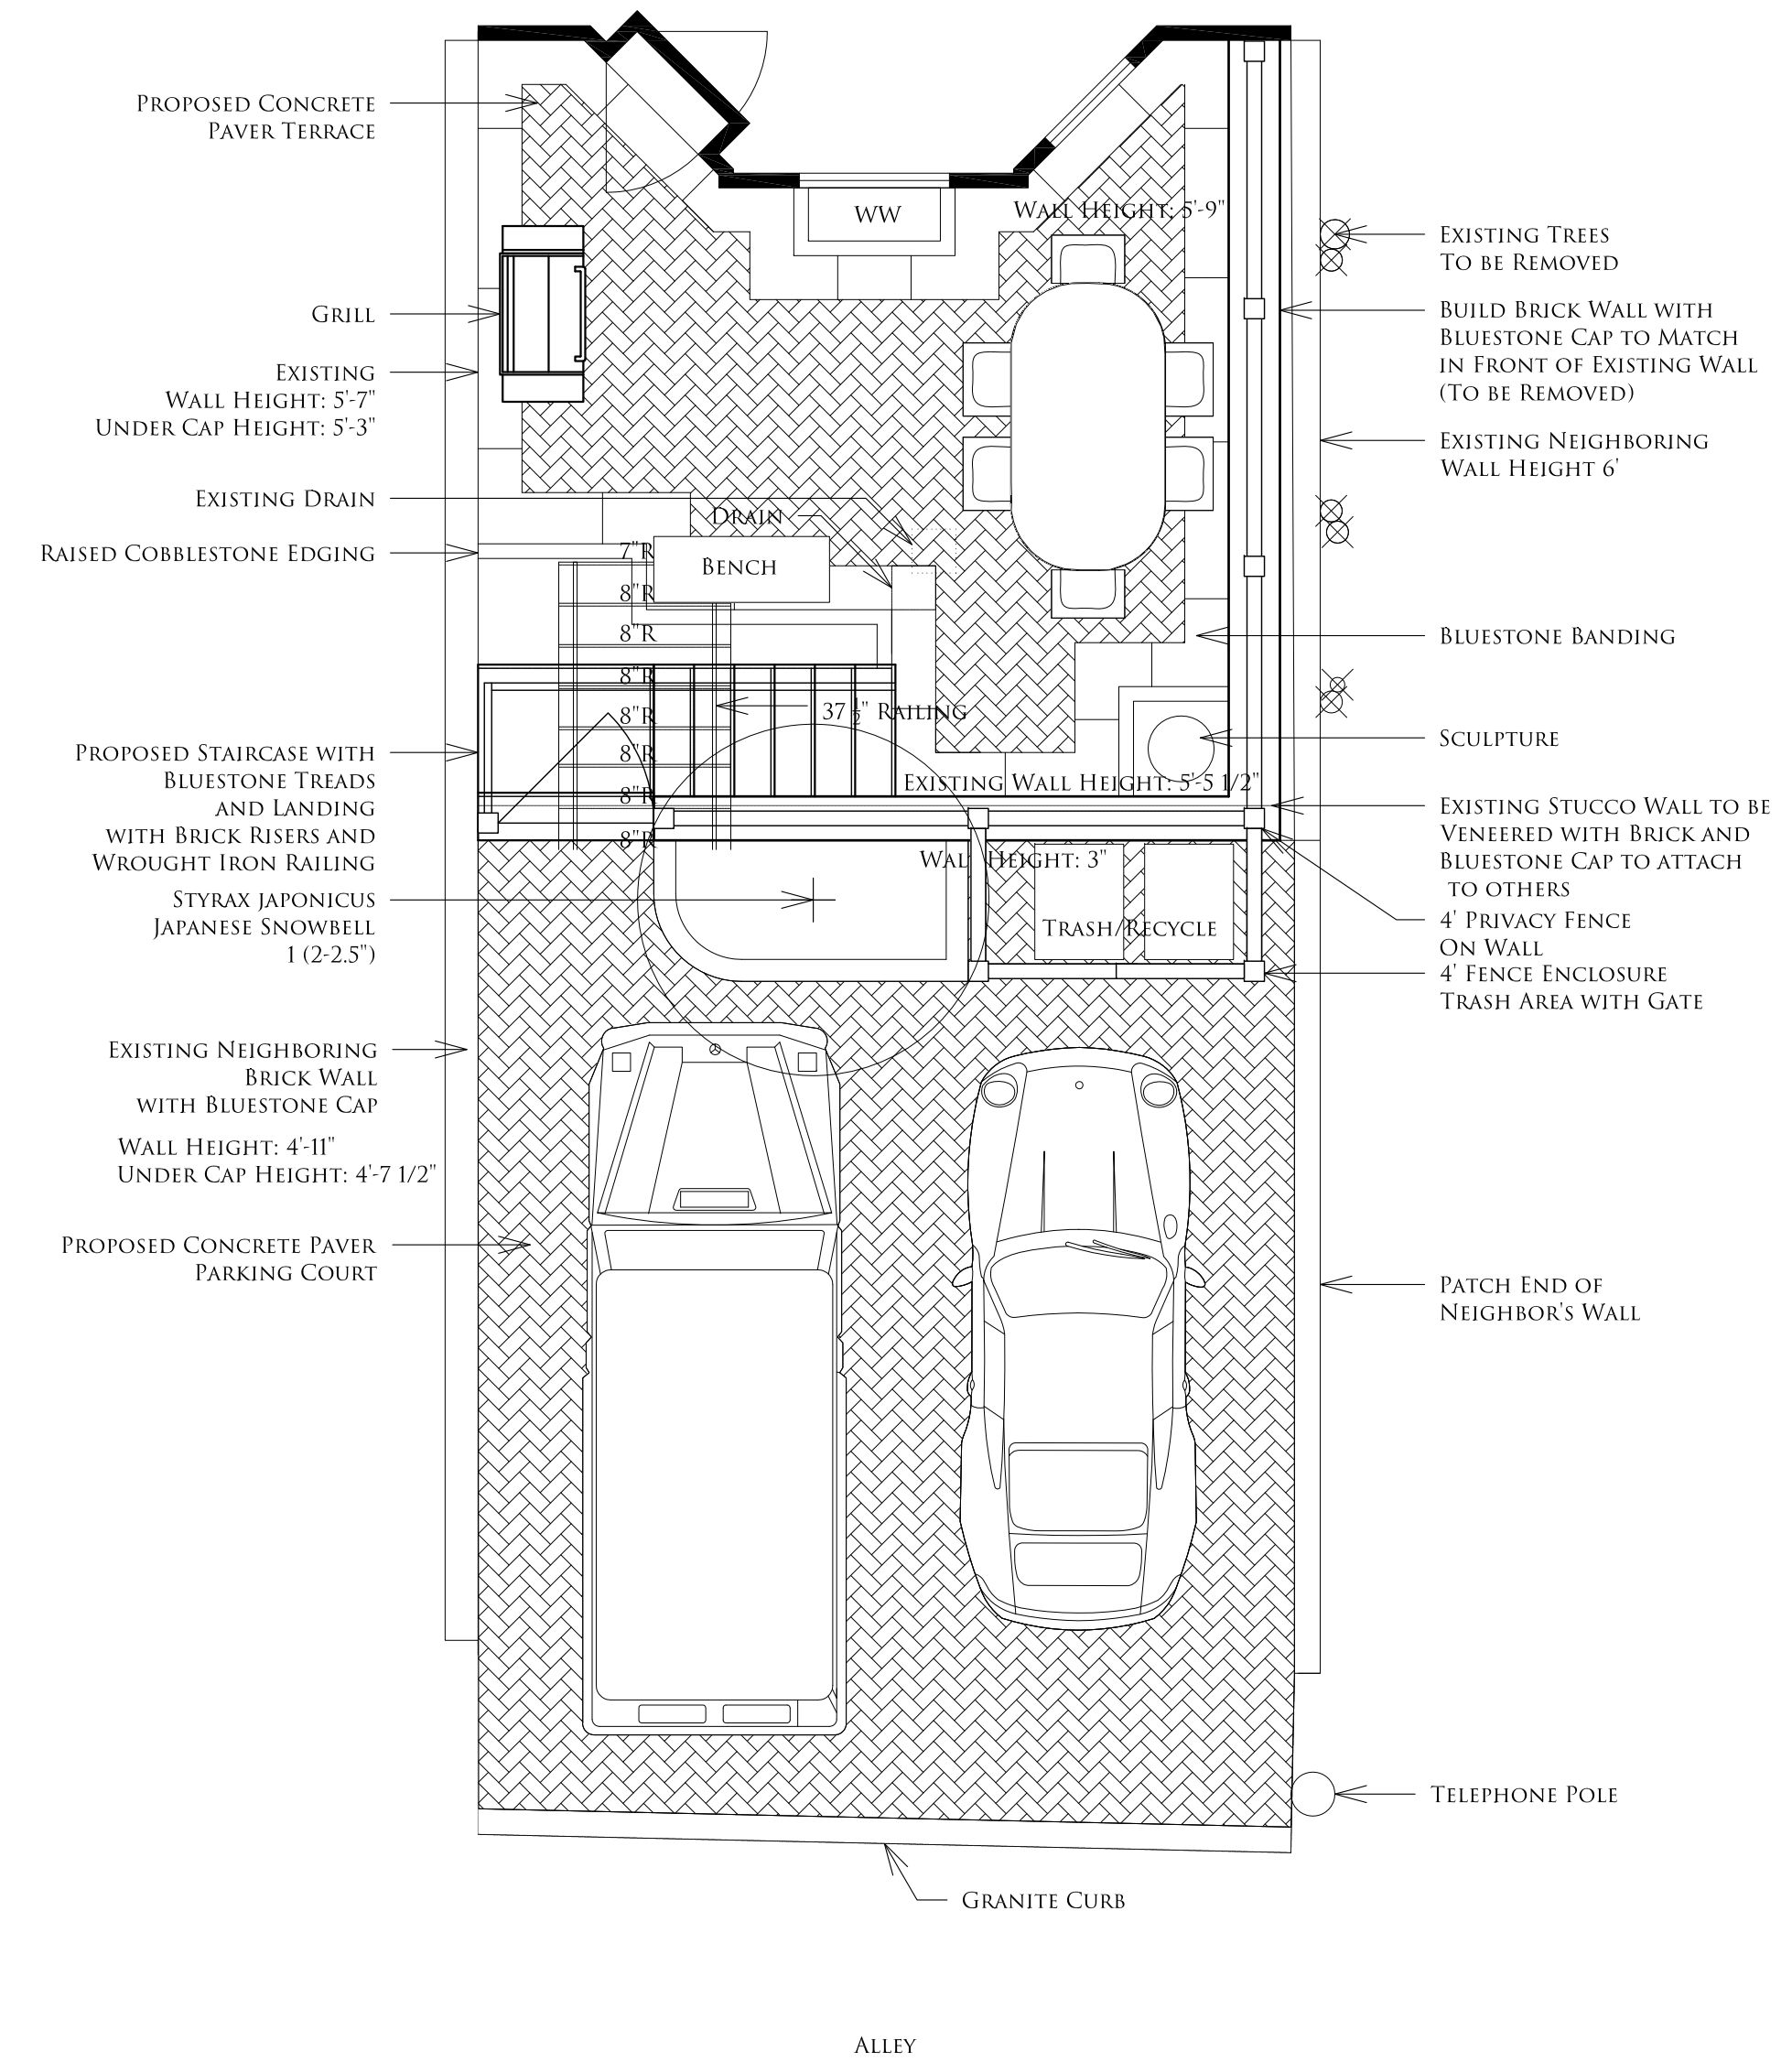 Proposed Concrete
Paver Terrace
Grill
Existing
Wall Height: 5'-7"
Under Cap Height: 5'-3"
Existing Drain
Raised Cobblestone Edging
Proposed Staircase with
Bluestone Treads
and Landing
with Brick Risers and
Wrought Iron Railing
Styrax japonicus
Japanese Snowbell
1 (2-2.5")
Existing Neighboring
Brick Wall
with Bluestone Cap
Wall Height: 4'-11"
Under Cap Height: 4'-7 1/2"
Proposed Concrete Paver
Parking Court
WW
Wall Height: 5'-9"
Drain
Bench
7"R
8"R
8"R
8"R
8"R
8"R
8"R
8"R
37 1/2" Railing
Existing Wall Height: 5'-5 1/2"
Wall Height: 3"
Trash/Recycle
Existing Trees
To be Removed
Build Brick Wall with
Bluestone Cap to Match
in Front of Existing Wall
(To be Removed)
Existing Neighboring
Wall Height 6'
Bluestone Banding
Sculpture
Existing Stucco Wall to be
Veneered with Brick and
Bluestone Cap to attach
to others
4' Privacy Fence
On Wall
4' Fence Enclosure
Trash Area with Gate
Patch End of
Neighbor's Wall
Telephone Pole
Granite Curb
Alley